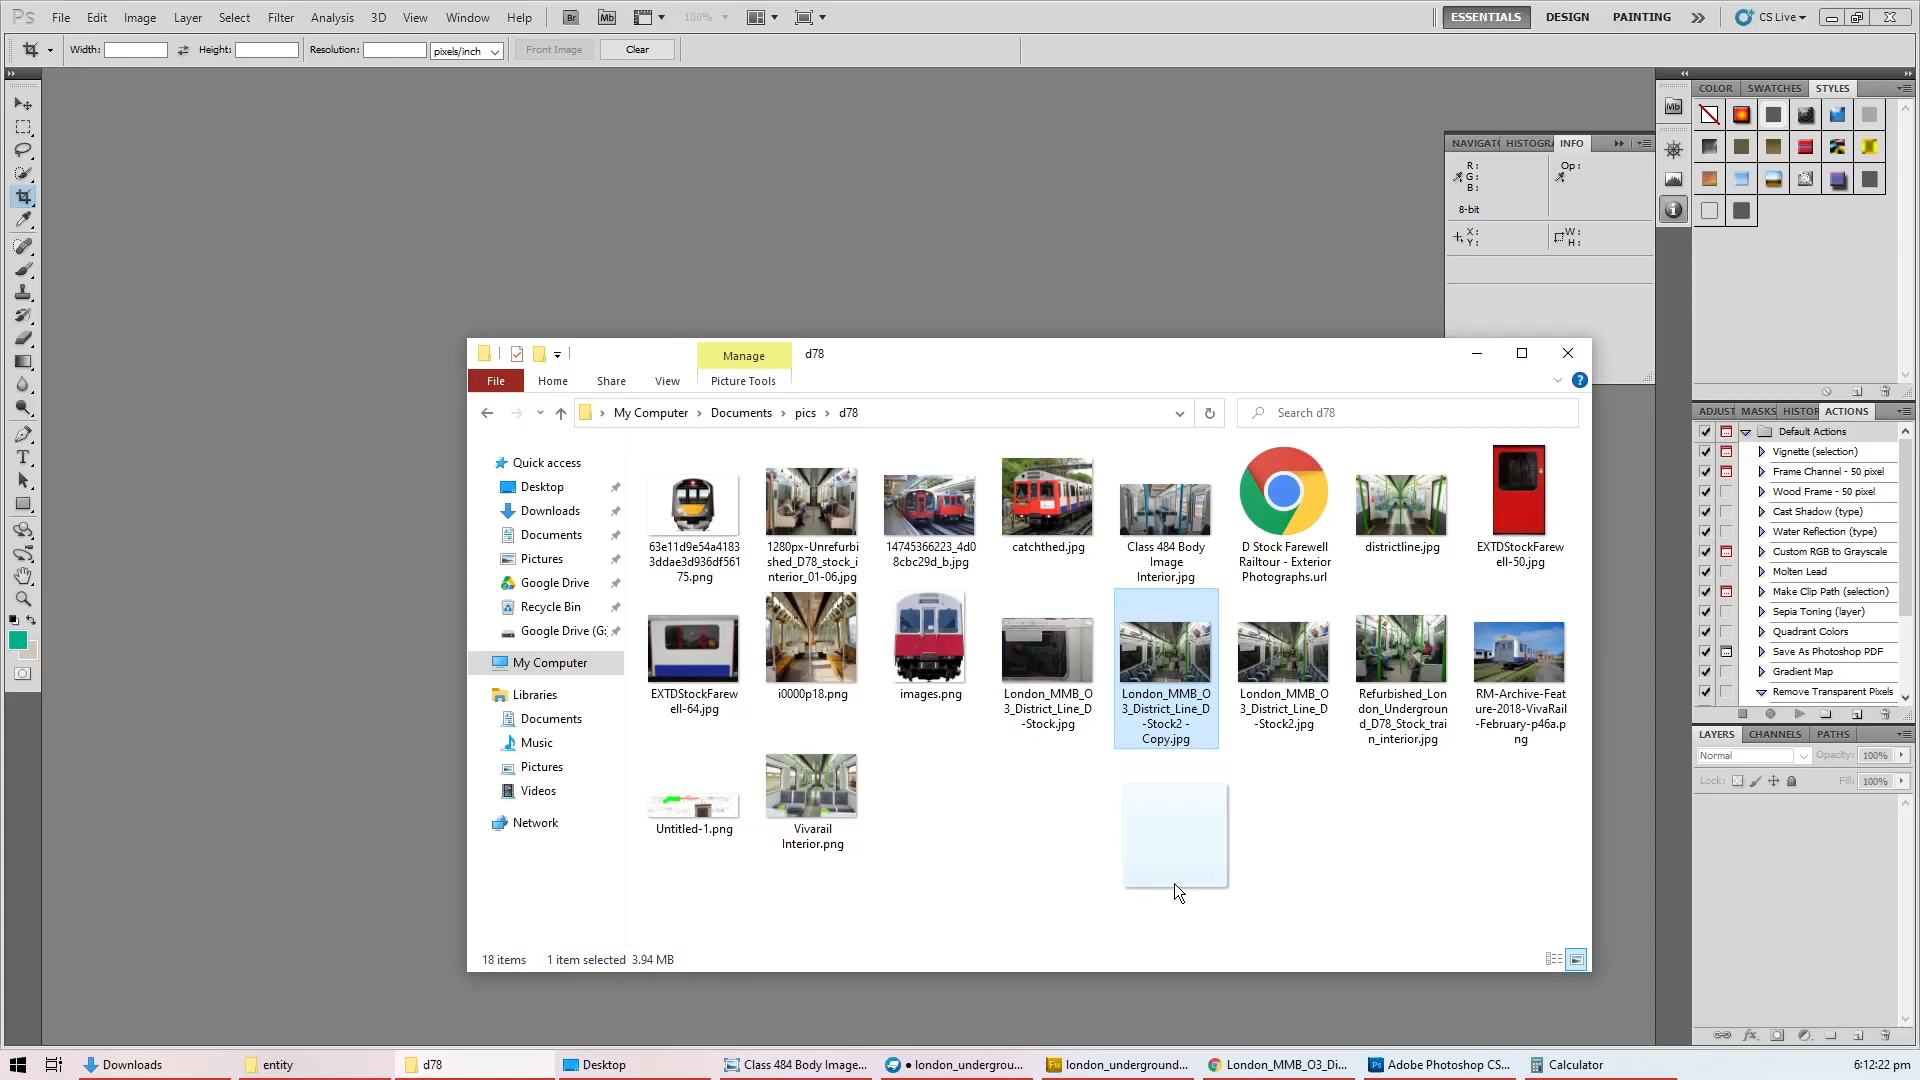 Ps File Edit Image Layer Select Filter Analysis 3D View Window Help Br Mb 100% ESSENTIALS DESIGN PAINTING CS Live
Width: Height: Resolution: pixels/inch Front Image Clear
COLOR SWATCHES STYLES
Mb
NAVIGATO HISTOGRA INFO
R:
G:
B:
Op:
8-bit
X:
Y:
W:
H:
ADJUST MASKS HISTOR ACTIONS
Default Actions
Vignette (selection)
Frame Channel - 50 pixel
Wood Frame - 50 pixel
Cast Shadow (type)
Water Reflection (type)
Custom RGB to Grayscale
Molten Lead
Make Clip Path (selection)
Sepia Toning (layer)
Quadrant Colors
Save As Photoshop PDF
Gradient Map
Remove Transparent Pixels
LAYERS CHANNELS PATHS
Normal Opacity: 100%
Lock: Fill: 100%
Manage d78
File Home Share View Picture Tools
My Computer Documents pics d78 Search d78
Quick access
Desktop
Downloads
Documents
Pictures
Google Drive
Recycle Bin
Google Drive (G:
My Computer
Libraries
Documents
Music
Pictures
Videos
Network
63e11d9e54a4183
3ddae3d936df561
75.png
1280px-Unrefurbi
shed_D78_stock_i
nterior_01-06.jpg
14745366223_4d0
8cbc29d_b.jpg
catchthed.jpg
Class 484 Body
Image
Interior.jpg
D Stock Farewell
Railtour - Exterior
Photographs.url
districtline.jpg
EXTDStockFarew
ell-50.jpg
EXTDStockFarew
ell-64.jpg
i0000p18.png
images.png
London_MMB_O
3_District_Line_D
-Stock.jpg
London_MMB_O
3_District_Line_D
-Stock2 -
Copy.jpg
London_MMB_O
3_District_Line_D
-Stock2.jpg
Refurbished_Lon
don_Undergroun
d_D78_Stock_trai
n_interior.jpg
RM-Archive-Feat
ure-2018-VivaRail
-February-p46a.p
ng
Untitled-1.png
Vivarail
Interior.png
18 items 1 item selected 3.94 MB
Downloads entity d78 Desktop Class 484 Body Image... • london_undergrou... london_underground... London_MMB_O3_Di... Adobe Photoshop CS... Calculator 6:12:22 pm